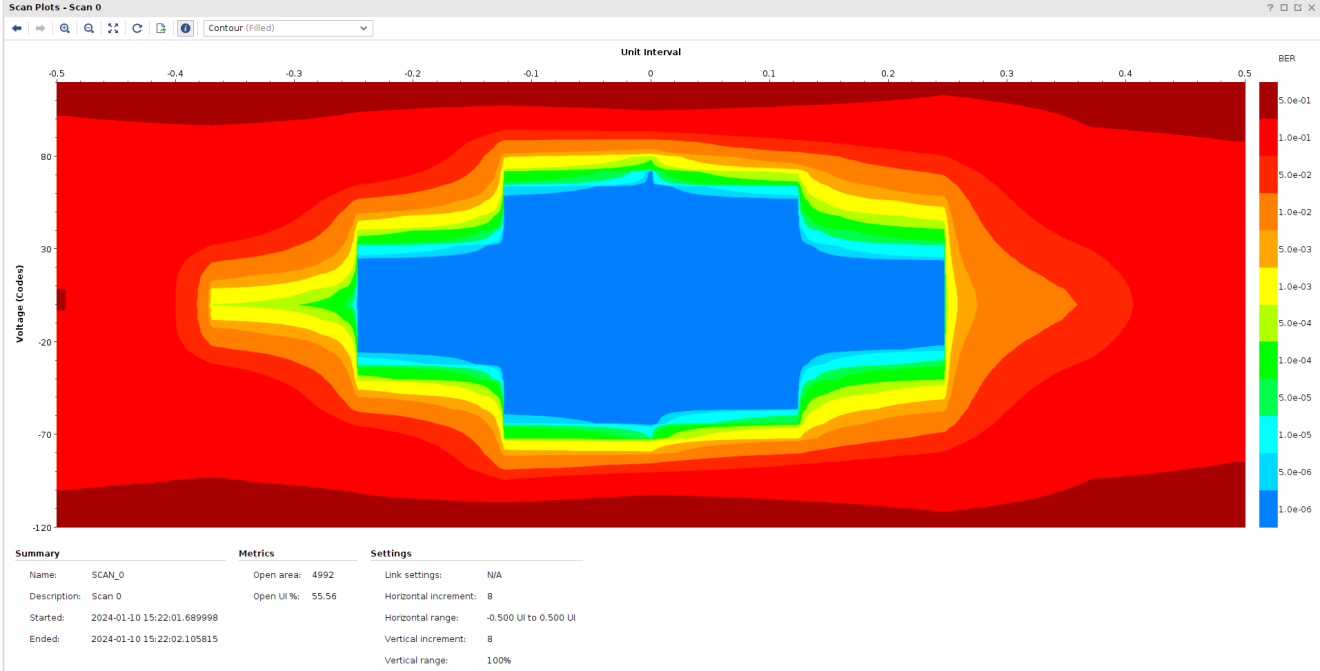 Scan Plots - Scan 0
Contour (Filled)
Unit Interval
BER
-0.5 -0.4 -0.3 -0.2 -0.1 0 0.1 0.2 0.3 0.4 0.5
5.0e-01
1.0e-01
80
5.0e-02
1.0e-02
30
5.0e-03
1.0e-03
Voltage (Codes)
5.0e-04
-20
1.0e-04
5.0e-05
-70
1.0e-05
5.0e-06
1.0e-06
-120
Summary Metrics Settings
Name: SCAN_0 Open area: 4992 Link settings: N/A
Description: Scan 0 Open UI %: 55.56 Horizontal increment: 8
Started: 2024-01-10 15:22:01.689998 Horizontal range: -0.500 UI to 0.500 UI
Ended: 2024-01-10 15:22:02.105815 Vertical increment: 8
Vertical range: 100%